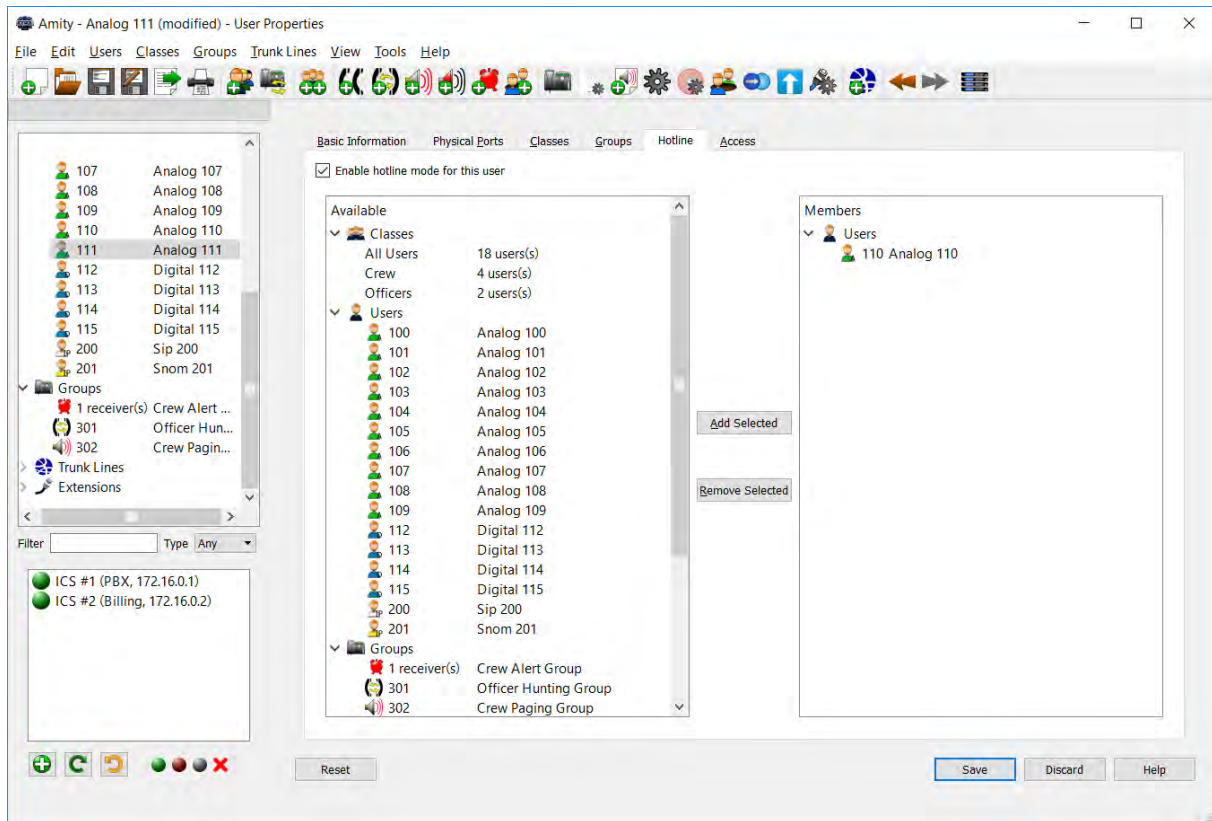 Amity - Analog 111 (modified) - User Properties
File Edit Users Classes Groups Trunk Lines View Tools Help
107 Analog 107
108 Analog 108
109 Analog 109
110 Analog 110
111 Analog 111
112 Digital 112
113 Digital 113
114 Digital 114
115 Digital 115
200 Sip 200
201 Snom 201
Groups
1 receiver(s) Crew Alert ...
301 Officer Hun...
302 Crew Pagin...
Trunk Lines
Extensions
Filter Type Any
ICS #1 (PBX, 172.16.0.1)
ICS #2 (Billing, 172.16.0.2)
Basic Information Physical Ports Classes Groups Hotline Access
Enable hotline mode for this user
Available
Classes
All Users 18 users(s)
Crew 4 users(s)
Officers 2 users(s)
Users
100 Analog 100
101 Analog 101
102 Analog 102
103 Analog 103
104 Analog 104
105 Analog 105
106 Analog 106
107 Analog 107
108 Analog 108
109 Analog 109
112 Digital 112
113 Digital 113
114 Digital 114
115 Digital 115
200 Sip 200
201 Snom 201
Groups
1 receiver(s) Crew Alert Group
301 Officer Hunting Group
302 Crew Paging Group
Add Selected
Remove Selected
Members
Users
110 Analog 110
Reset Save Discard Help